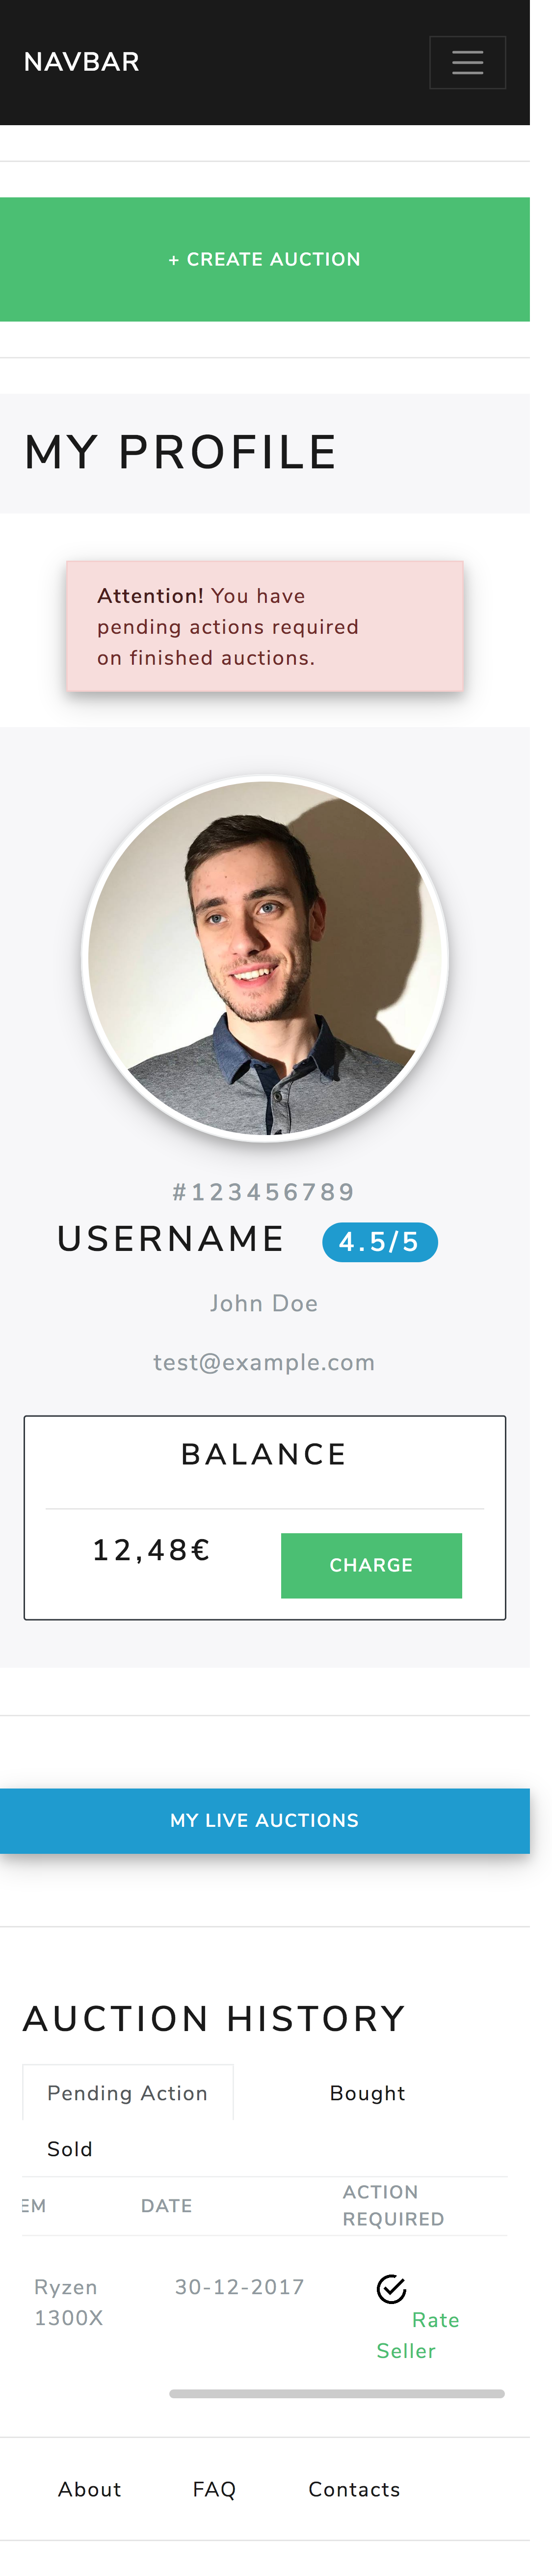 NAVBAR
+ CREATE AUCTION
MY PROFILE
Attention! You have
pending actions required
on finished auctions.
#123456789
USERNAME 4.5/5
John Doe
test@example.com
BALANCE
12,48€ CHARGE
MY LIVE AUCTIONS
AUCTION HISTORY
Pending Action Bought
Sold
EM DATE ACTION
REQUIRED
Ryzen 30-12-2017
1300X Rate
Seller
About FAQ Contacts